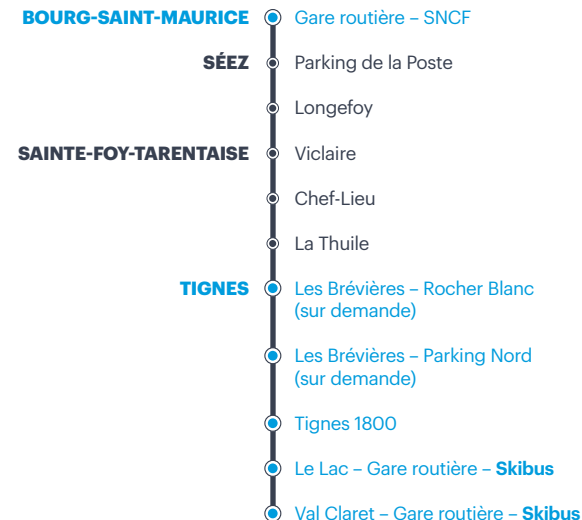 BOURG-SAINT-MAURICE Gare routière – SNCF
SÉEZ Parking de la Poste
Longefoy
SAINTE-FOY-TARENTAISE Viclaire
Chef-Lieu
La Thuile
TIGNES Les Brévières – Rocher Blanc
(sur demande)
Les Brévières – Parking Nord
(sur demande)
Tignes 1800
Le Lac – Gare routière – Skibus
Val Claret – Gare routière – Skibus